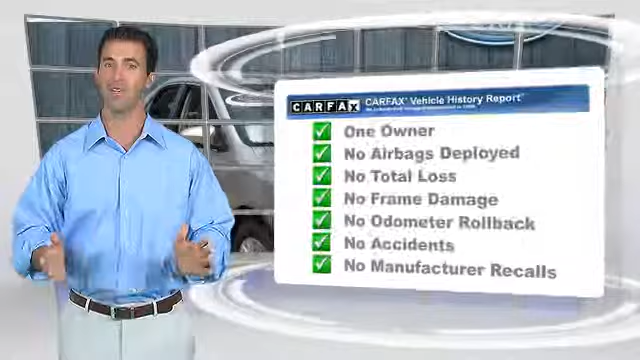 CARFAX CARFAX Vehicle History Report™
One Owner
No Airbags Deployed
No Total Loss
No Frame Damage
No Odometer Rollback
No Accidents
No Manufacturer Recalls